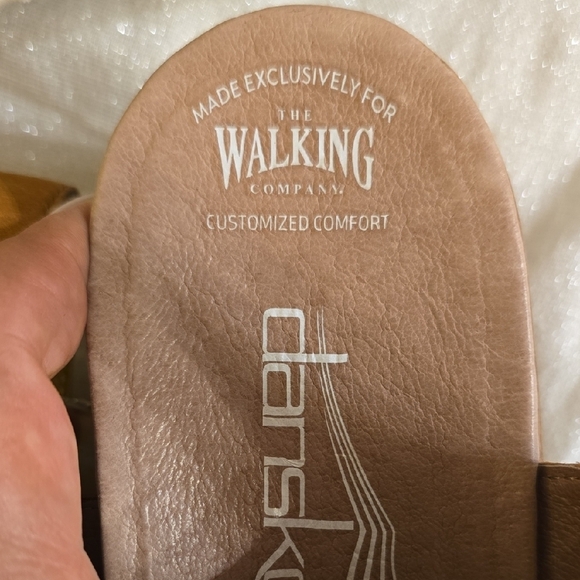 MADE EXCLUSIVELY FOR
THE
WALKING
COMPANY
CUSTOMIZED COMFORT
dansko